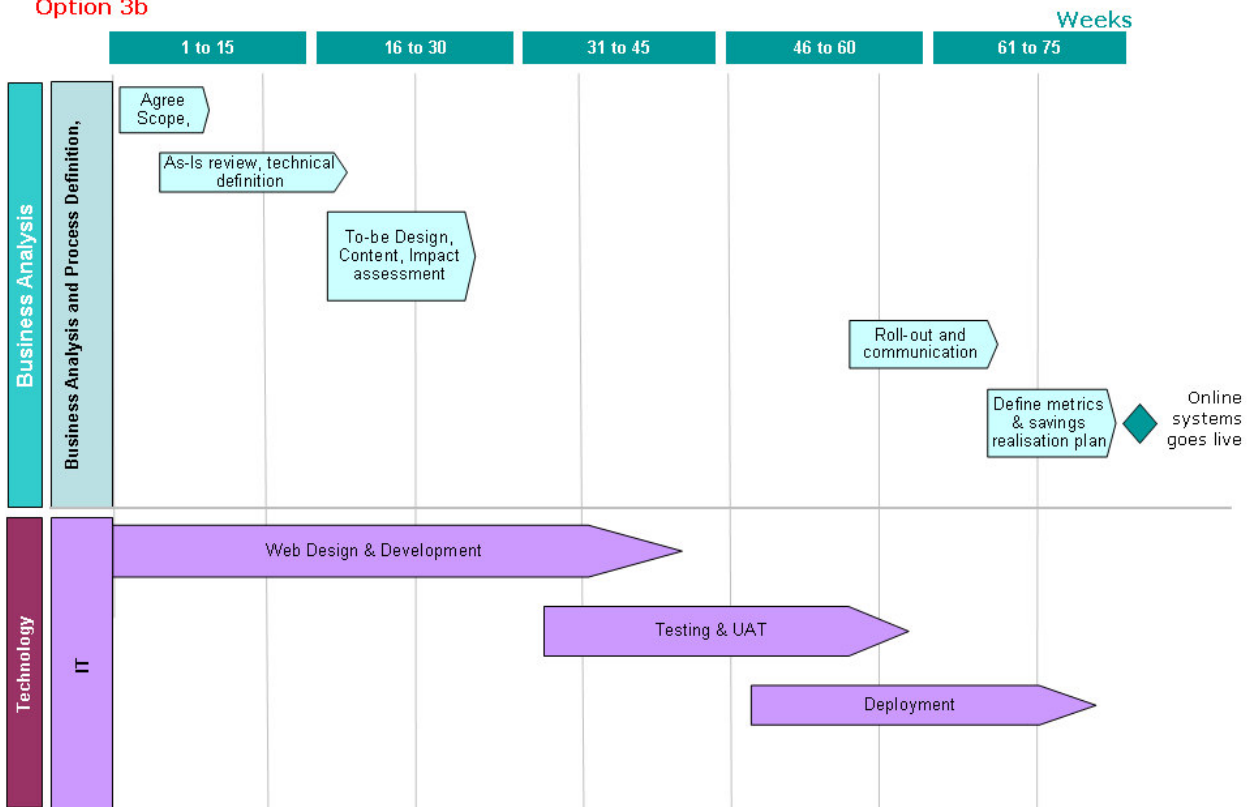 Option 3b
Weeks
1 to 15
16 to 30
31 to 45
46 to 60
61 to 75
Business Analysis
Business Analysis and Process Definition,
Agree
Scope,
As-Is review, technical
definition
To-be Design,
Content, Impact
assessment
Roll-out and
communication
Define metrics
& savings
realisation plan
Online
systems
goes live
Technology
IT
Web Design & Development
Testing & UAT
Deployment